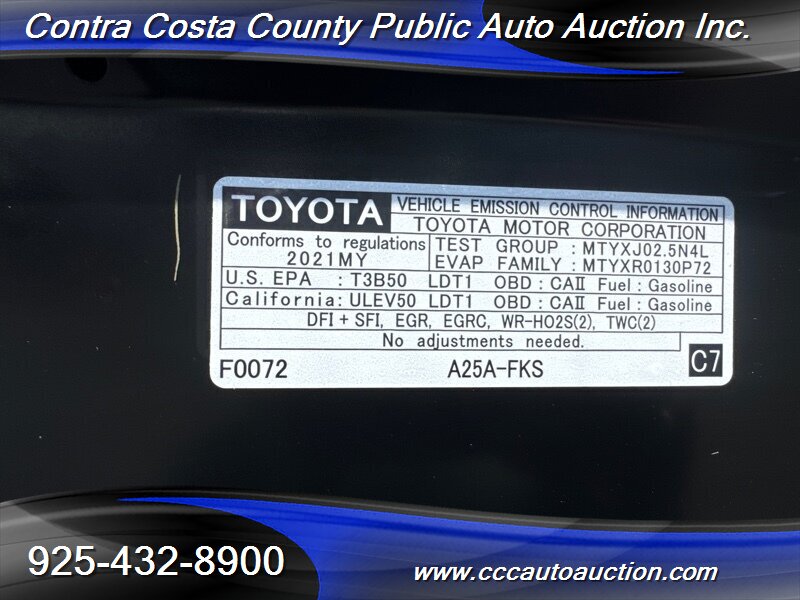 Contra Costa County Public Auto Auction Inc.
TOYOTA
VEHICLE EMISSION CONTROL INFORMATION
TOYOTA MOTOR CORPORATION
Conforms to regulations
2021MY
TEST GROUP : MTYXJ02.5N4L
EVAP FAMILY : MTYXR0130P72
U.S. EPA : T3B50 LDT1 OBD : CAII Fuel : Gasoline
California: ULEV50 LDT1 OBD : CAII Fuel : Gasoline
DFI + SFI, EGR, EGRC, WR-HO2S(2), TWC(2)
No adjustments needed.
F0072 A25A-FKS C7
925-432-8900
www.cccautoauction.com